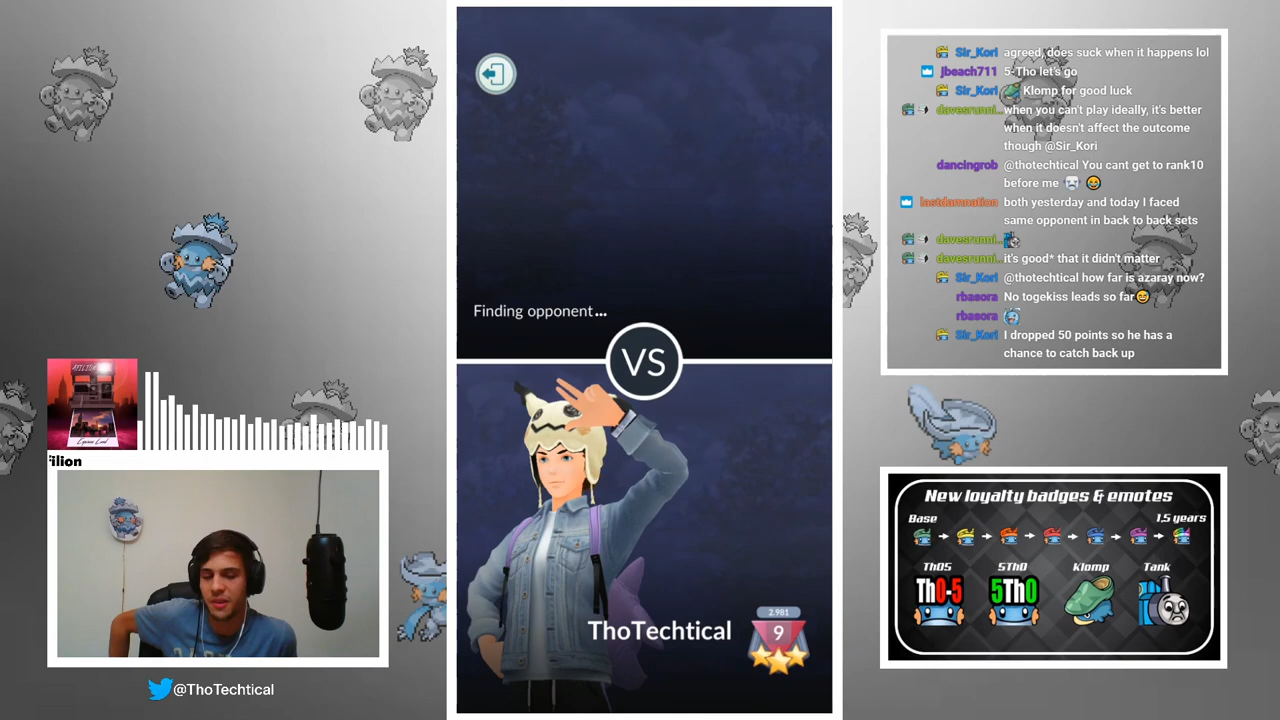 Finding opponent...
VS
ThoTechtical
2.981
9
Sir_Kori agreed, does suck when it happens lol
jbeach711 5-Tho let's go
Sir_Kori Klomp for good luck
davesrunni... when you can't play ideally, it's better
when it doesn't affect the outcome
though @Sir_Kori
dancingrob @thotechtical You cant get to rank10
before me
lastdamnation both yesterday and today I faced
same opponent in back to back sets
davesrunni...
davesrunni... it's good* that it didn't matter
Sir_Kori @thotechtical how far is azaray now?
rbasora No togekiss leads so far
rbasora
Sir_Kori I dropped 50 points so he has a
chance to catch back up
ilion
@ThoTechtical
New loyalty badges & emotes
Base 1,5 years
Tho5 5Tho Klomp Tank
Th0-5 5Th0